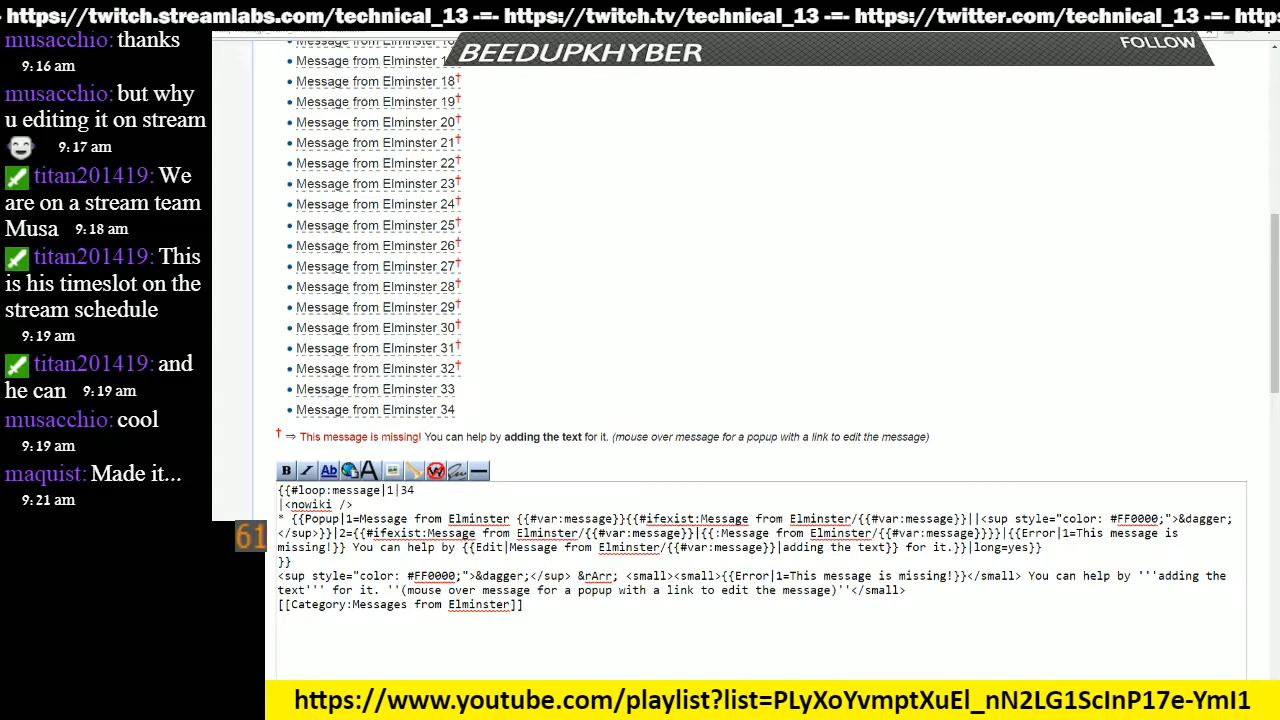 https://twitch.streamlabs.com/technical_13 -=- https://twitch.tv/technical_13 -=- https://twitter.com/technical_13 -=- https
BEEDUPKHYBER
FOLLOW
musacchio: thanks
9:16 am
musacchio: but why
u editing it on stream
9:17 am
titan201419: We
are on a stream team
Musa 9:18 am
titan201419: This
is his timeslot on the
stream schedule
9:19 am
titan201419: and
he can 9:19 am
musacchio: cool
9:19 am
maquist: Made it...
9:21 am
61
Message from Elminster 18†
Message from Elminster 19†
Message from Elminster 20†
Message from Elminster 21†
Message from Elminster 22†
Message from Elminster 23†
Message from Elminster 24†
Message from Elminster 25†
Message from Elminster 26†
Message from Elminster 27†
Message from Elminster 28†
Message from Elminster 29†
Message from Elminster 30†
Message from Elminster 31†
Message from Elminster 32†
Message from Elminster 33
Message from Elminster 34
† ⇒ This message is missing! You can help by adding the text for it. (mouse over message for a popup with a link to edit the message)
B I Ab A W
{{#loop:message|1|34
|<nowiki />
* {{Popup|1=Message from Elminster {{#var:message}}{{#ifexist:Message from Elminster/{{#var:message}}||<sup style="color: #FF0000;">&dagger;
</sup>}}|2={{#ifexist:Message from Elminster/{{#var:message}}|{{:Message from Elminster/{{#var:message}}}}|{{Error|1=This message is
missing!}} You can help by {{Edit|Message from Elminster/{{#var:message}}|adding the text}} for it.}}|long=yes}}
}}
<sup style="color: #FF0000;">&dagger;</sup> &rArr; <small><small>{{Error|1=This message is missing!}}</small> You can help by '''adding the
text''' for it. ''(mouse over message for a popup with a link to edit the message)''</small>
[[Category:Messages from Elminster]]
https://www.youtube.com/playlist?list=PLyXoYvmptXuEl_nN2LG1ScInP17e-YmI1